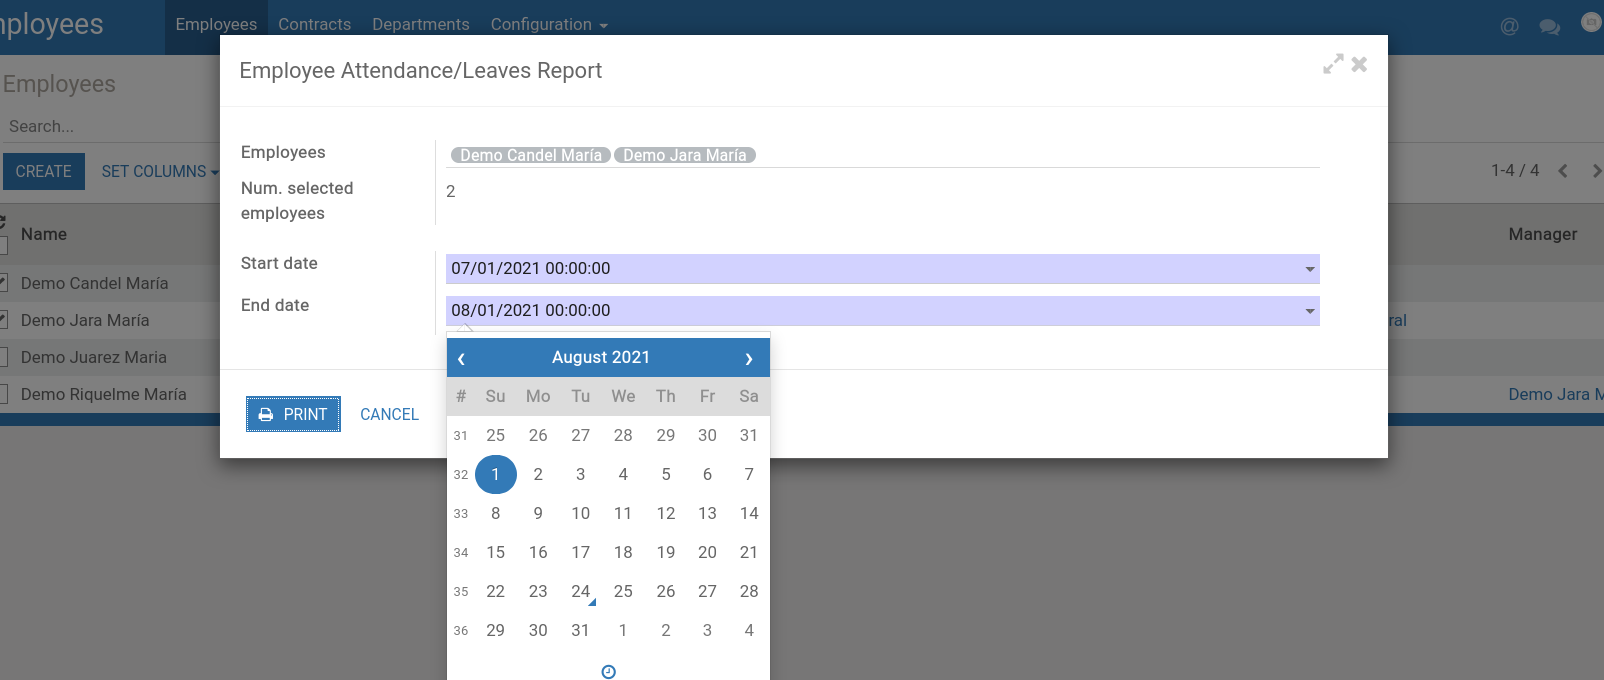 Employees Contracts Departments Configuration
Employee Attendance/Leaves Report
Employees
Search...
Employees Demo Candel María Demo Jara María
CREATE SET COLUMNS 1-4 / 4
Num. selected employees 2
Name Manager
Start date 07/01/2021 00:00:00
Demo Candel María
End date 08/01/2021 00:00:00
Demo Jara María
Demo Juarez Maria
Demo Riquelme María Demo Jara M
PRINT CANCEL
‹ August 2021 ›
# Su Mo Tu We Th Fr Sa
31 25 26 27 28 29 30 31
32 1 2 3 4 5 6 7
33 8 9 10 11 12 13 14
34 15 16 17 18 19 20 21
35 22 23 24 25 26 27 28
36 29 30 31 1 2 3 4